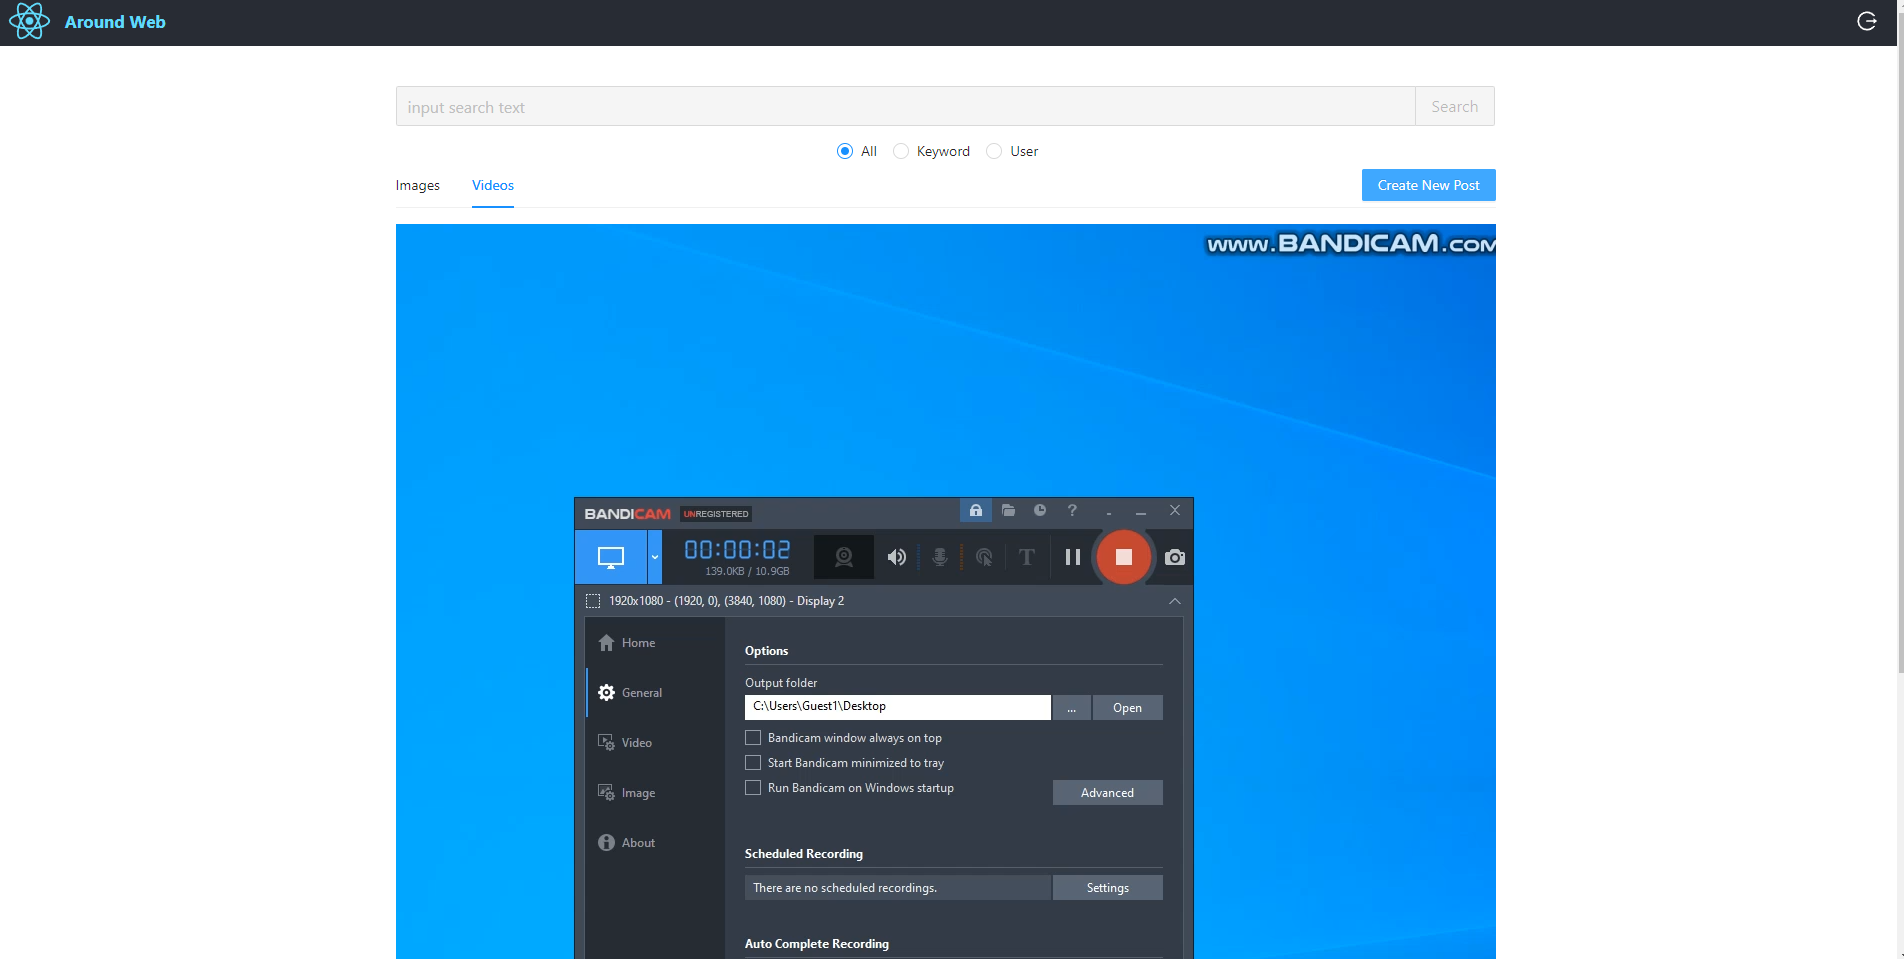 Around Web
input search text
Search
All
Keyword
User
Images
Videos
Create New Post
www.BANDICAM.com
BANDICAM
UNREGISTERED
?
00:00:02
139.0KB / 10.9GB
T
1920x1080 - (1920, 0), (3840, 1080) - Display 2
Home
General
Video
Image
About
Options
Output folder
C:\Users\Guest1\Desktop
...
Open
Bandicam window always on top
Start Bandicam minimized to tray
Run Bandicam on Windows startup
Advanced
Scheduled Recording
There are no scheduled recordings.
Settings
Auto Complete Recording